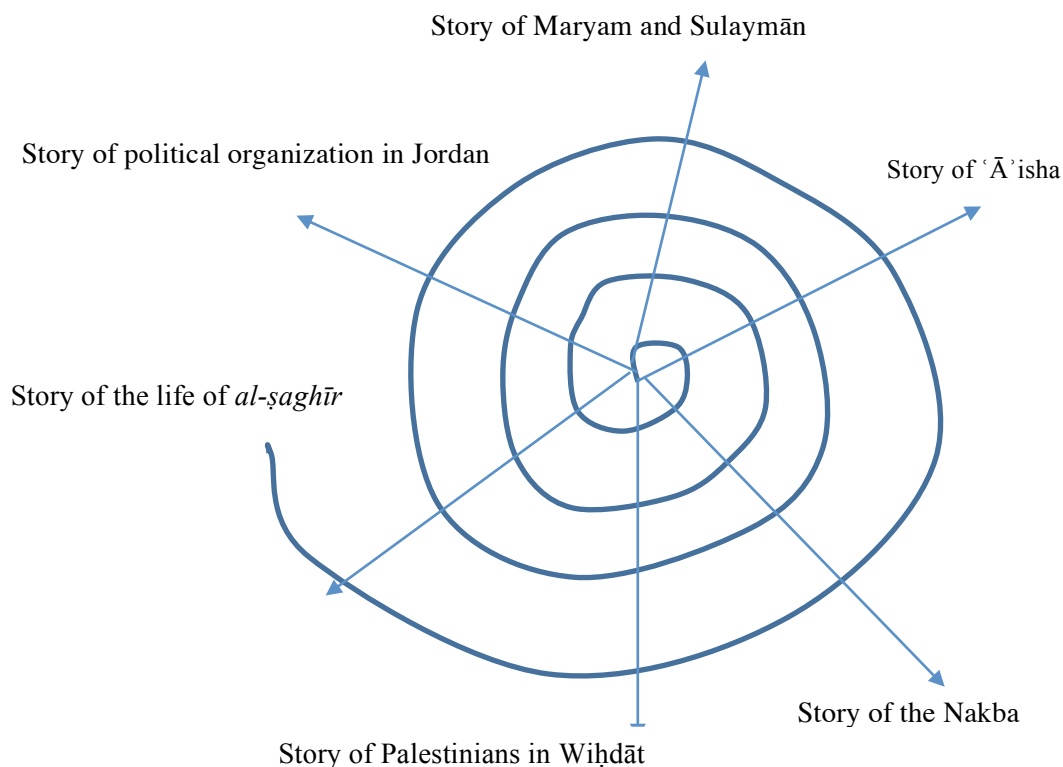 Story of Maryam and Sulaymān
Story of political organization in Jordan
Story of ʿĀʾisha
Story of the life of al-ṣaghīr
Story of the Nakba
Story of Palestinians in Wiḥdāt